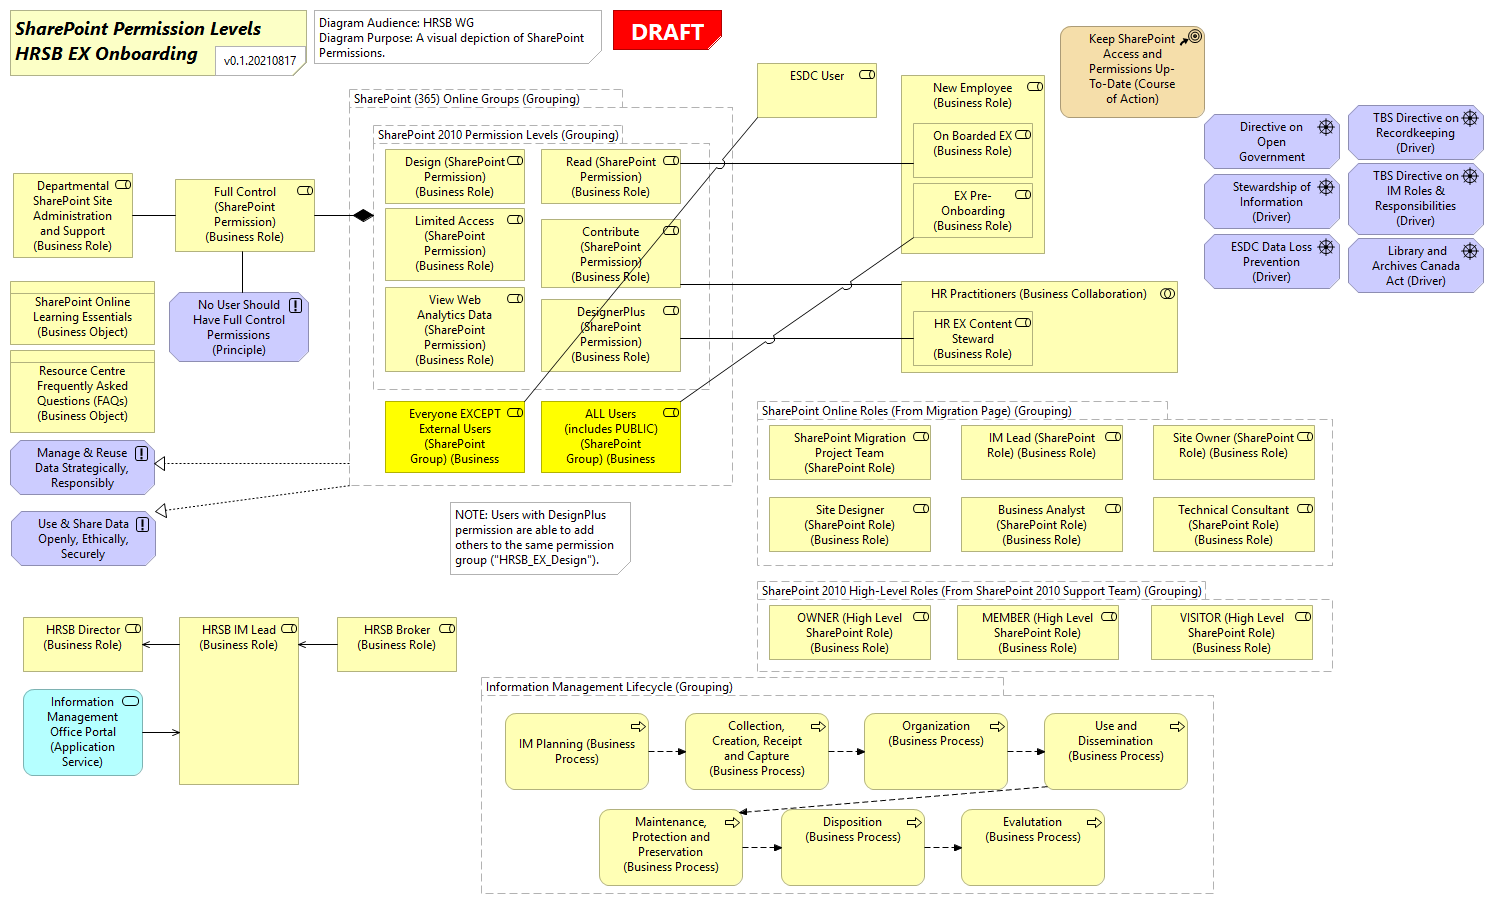 SharePoint Permission Levels
HRSB EX Onboarding
v0.1.20210817
Diagram Audience: HRSB WG
Diagram Purpose: A visual depiction of SharePoint
Permissions.
DRAFT
Keep SharePoint
Access and
Permissions Up-
To-Date (Course
of Action)
ESDC User
New Employee
(Business Role)
On Boarded EX
(Business Role)
EX Pre-
Onboarding
(Business Role)
Directive on
Open
Government
TBS Directive on
Recordkeeping
(Driver)
Stewardship of
Information
(Driver)
TBS Directive on
IM Roles &
Responsibilities
(Driver)
ESDC Data Loss
Prevention
(Driver)
Library and
Archives Canada
Act (Driver)
SharePoint (365) Online Groups (Grouping)
SharePoint 2010 Permission Levels (Grouping)
Design (SharePoint
Permission)
(Business Role)
Read (SharePoint
Permission)
(Business Role)
Limited Access
(SharePoint
Permission)
(Business Role)
Contribute
(SharePoint
Permission)
(Business Role)
View Web
Analytics Data
(SharePoint
Permission)
(Business Role)
DesignerPlus
(SharePoint
Permission)
(Business Role)
Everyone EXCEPT
External Users
(SharePoint
Group) (Business
ALL Users
(includes PUBLIC)
(SharePoint
Group) (Business
Departmental
SharePoint Site
Administration
and Support
(Business Role)
Full Control
(SharePoint
Permission)
(Business Role)
No User Should
Have Full Control
Permissions
(Principle)
SharePoint Online
Learning Essentials
(Business Object)
Resource Centre
Frequently Asked
Questions (FAQs)
(Business Object)
Manage & Reuse
Data Strategically,
Responsibly
Use & Share Data
Openly, Ethically,
Securely
HR Practitioners (Business Collaboration)
HR EX Content
Steward
(Business Role)
NOTE: Users with DesignPlus
permission are able to add
others to the same permission
group ("HRSB_EX_Design").
SharePoint Online Roles (From Migration Page) (Grouping)
SharePoint Migration
Project Team
(SharePoint Role)
IM Lead (SharePoint
Role) (Business Role)
Site Owner (SharePoint
Role) (Business Role)
Site Designer
(SharePoint Role)
(Business Role)
Business Analyst
(SharePoint Role)
(Business Role)
Technical Consultant
(SharePoint Role)
(Business Role)
SharePoint 2010 High-Level Roles (From SharePoint 2010 Support Team) (Grouping)
OWNER (High Level
SharePoint Role)
(Business Role)
MEMBER (High Level
SharePoint Role)
(Business Role)
VISITOR (High Level
SharePoint Role)
(Business Role)
HRSB Director
(Business Role)
HRSB IM Lead
(Business Role)
HRSB Broker
(Business Role)
Information
Management
Office Portal
(Application
Service)
Information Management Lifecycle (Grouping)
IM Planning (Business
Process)
Collection,
Creation, Receipt
and Capture
(Business Process)
Organization
(Business Process)
Use and
Dissemination
(Business Process)
Maintenance,
Protection and
Preservation
(Business Process)
Disposition
(Business Process)
Evalutation
(Business Process)